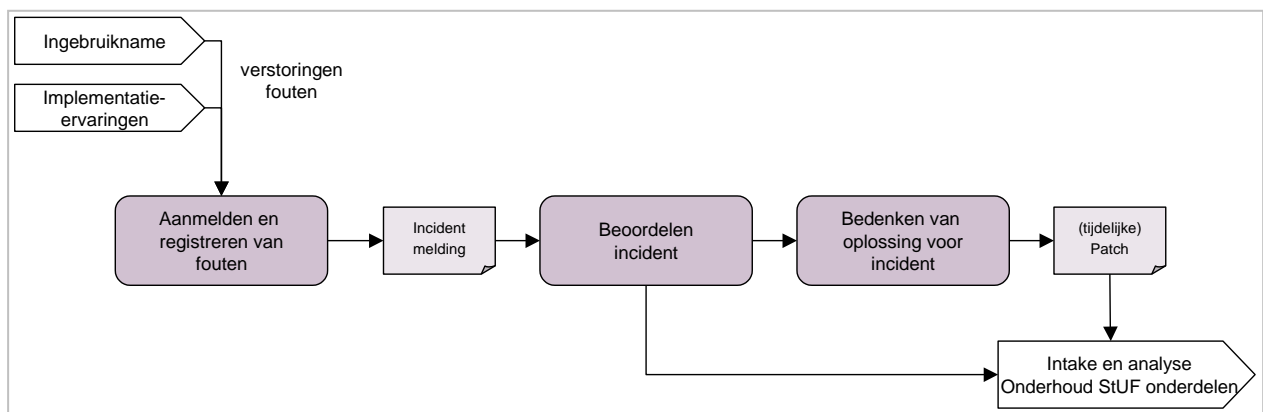 Ingebruikname
verstoringen
fouten
Implementatie-
ervaringen
Aanmelden en
registreren van
fouten
Incident
melding
Beoordelen
incident
Bedenken van
oplossing voor
incident
(tijdelijke)
Patch
Intake en analyse
Onderhoud StUF onderdelen